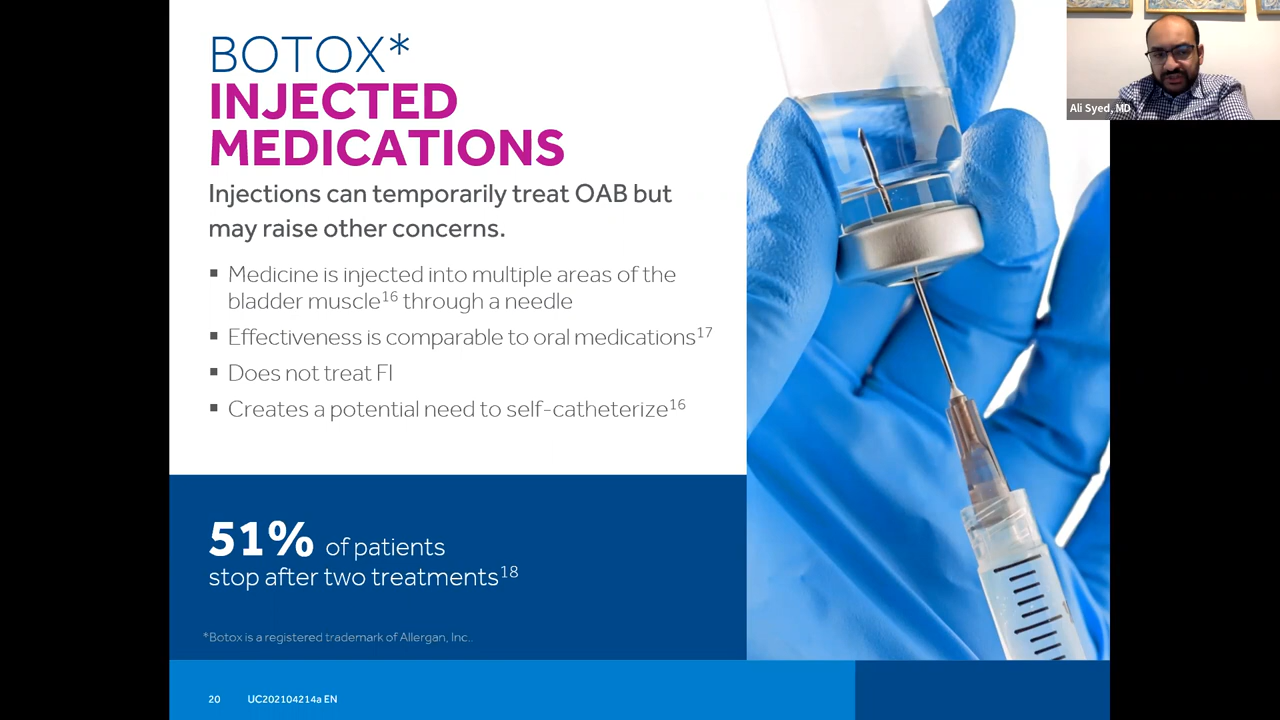 BOTOX*
INJECTED
MEDICATIONS
Injections can temporarily treat OAB but
may raise other concerns.
▪ Medicine is injected into multiple areas of the
bladder muscle16 through a needle
▪ Effectiveness is comparable to oral medications17
▪ Does not treat FI
▪ Creates a potential need to self-catheterize16
51% of patients
stop after two treatments18
*Botox is a registered trademark of Allergan, Inc..
20 UC202104214a EN
Ali Syed, MD